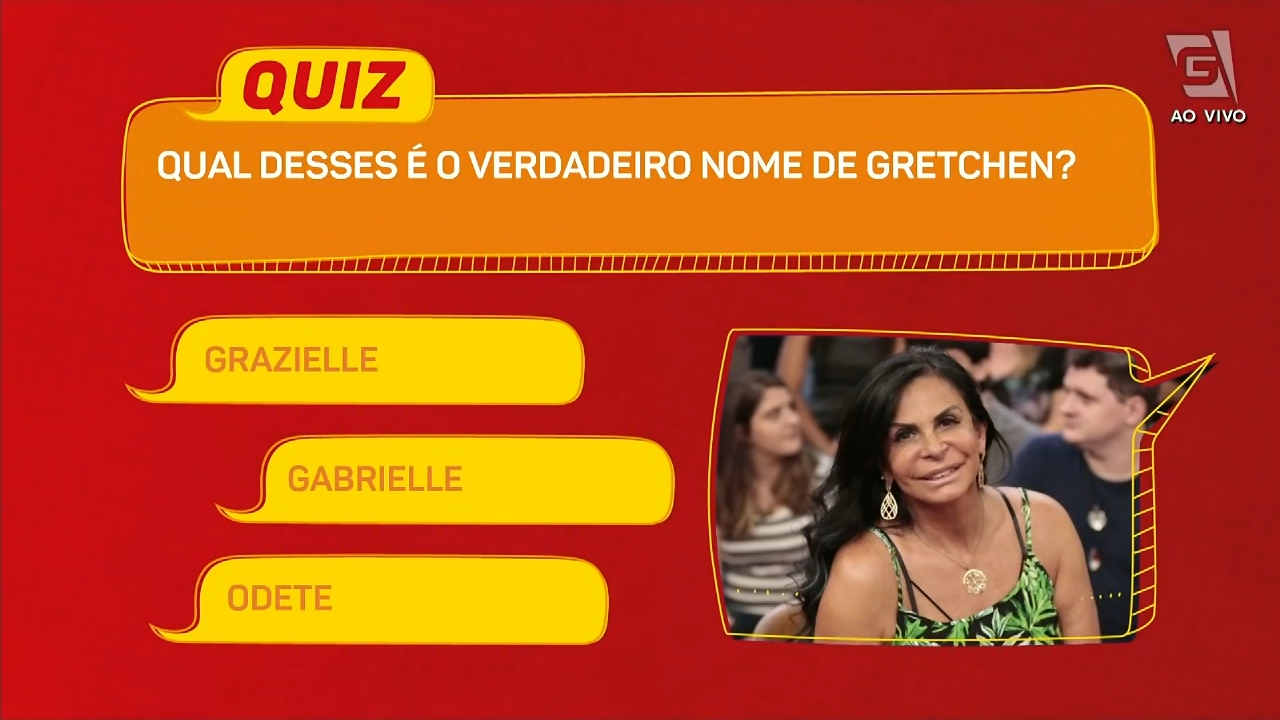 QUIZ
QUAL DESSES É O VERDADEIRO NOME DE GRETCHEN?
GRAZIELLE
GABRIELLE
ODETE
AO VIVO